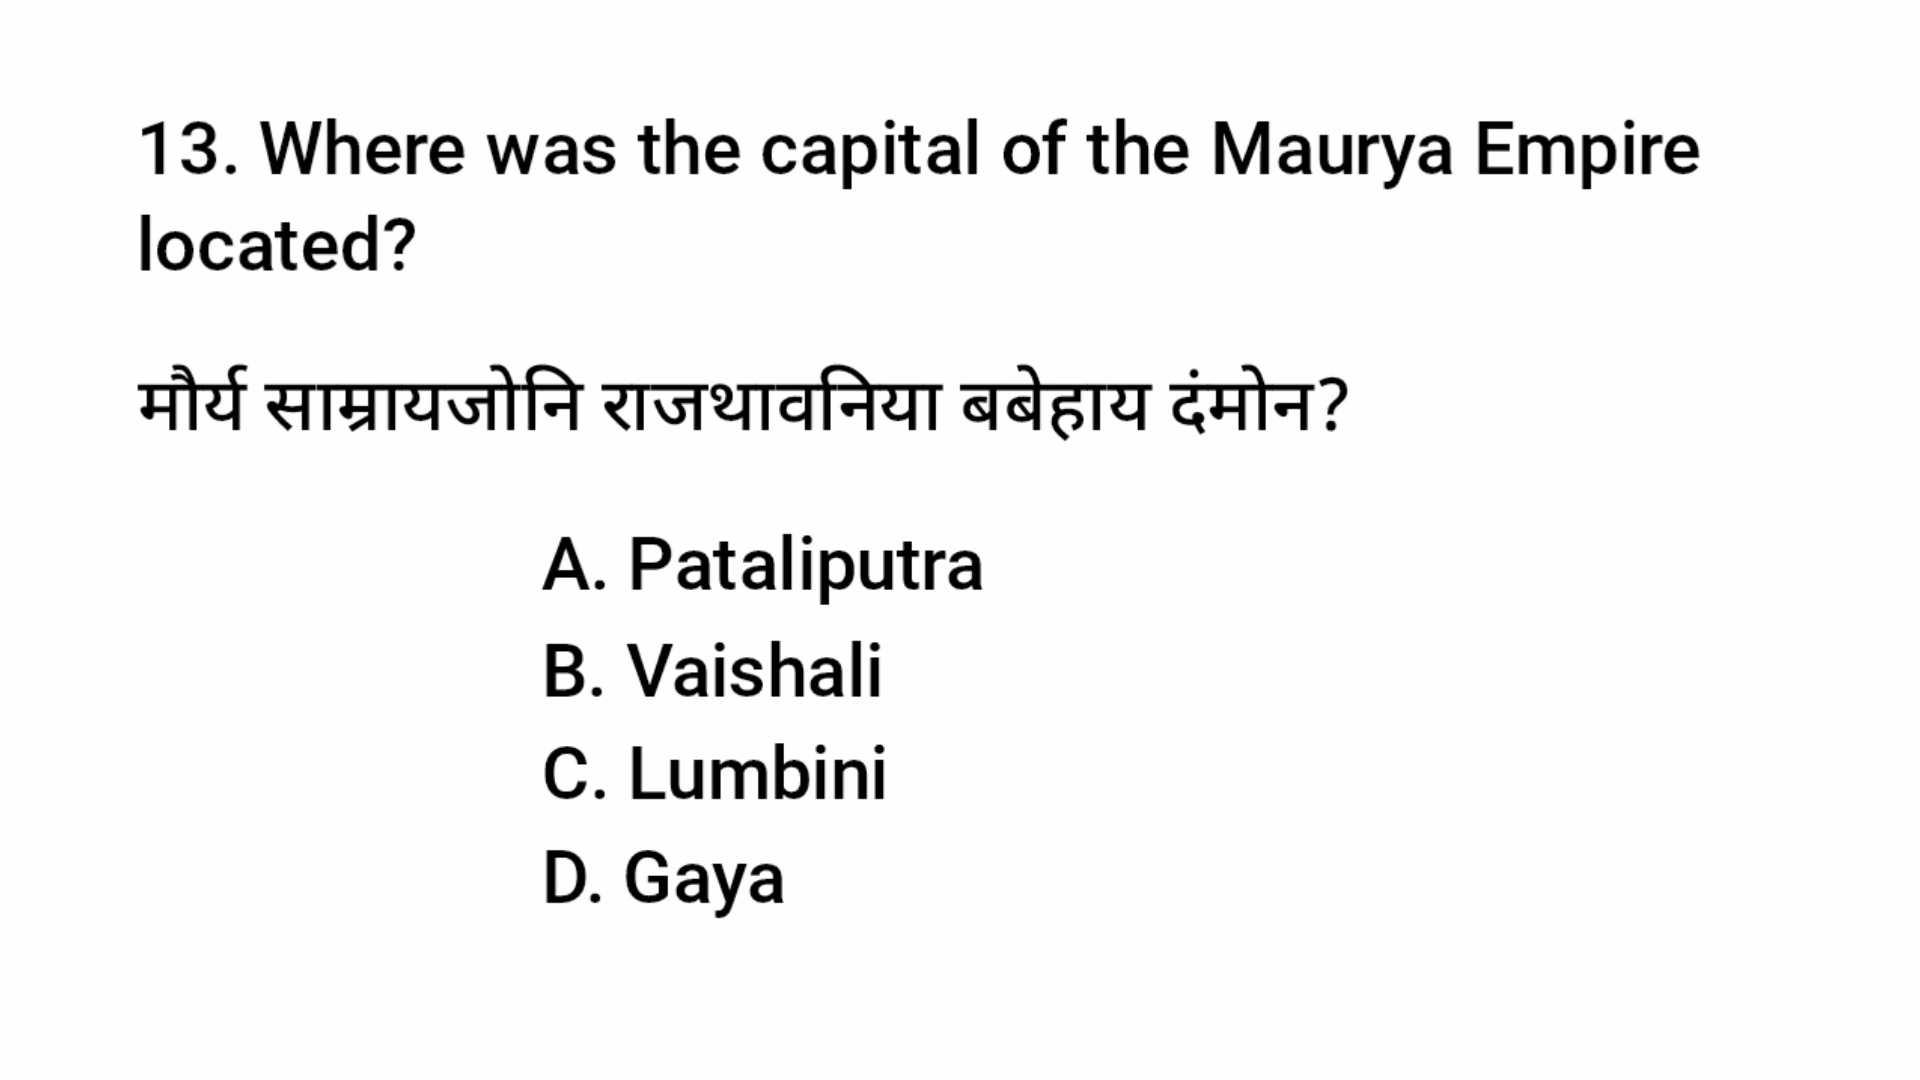 13. Where was the capital of the Maurya Empire
located?
मौर्य साम्रायजोनि राजथावनिया बबेहाय दंमोन?
A. Pataliputra
B. Vaishali
C. Lumbini
D. Gaya